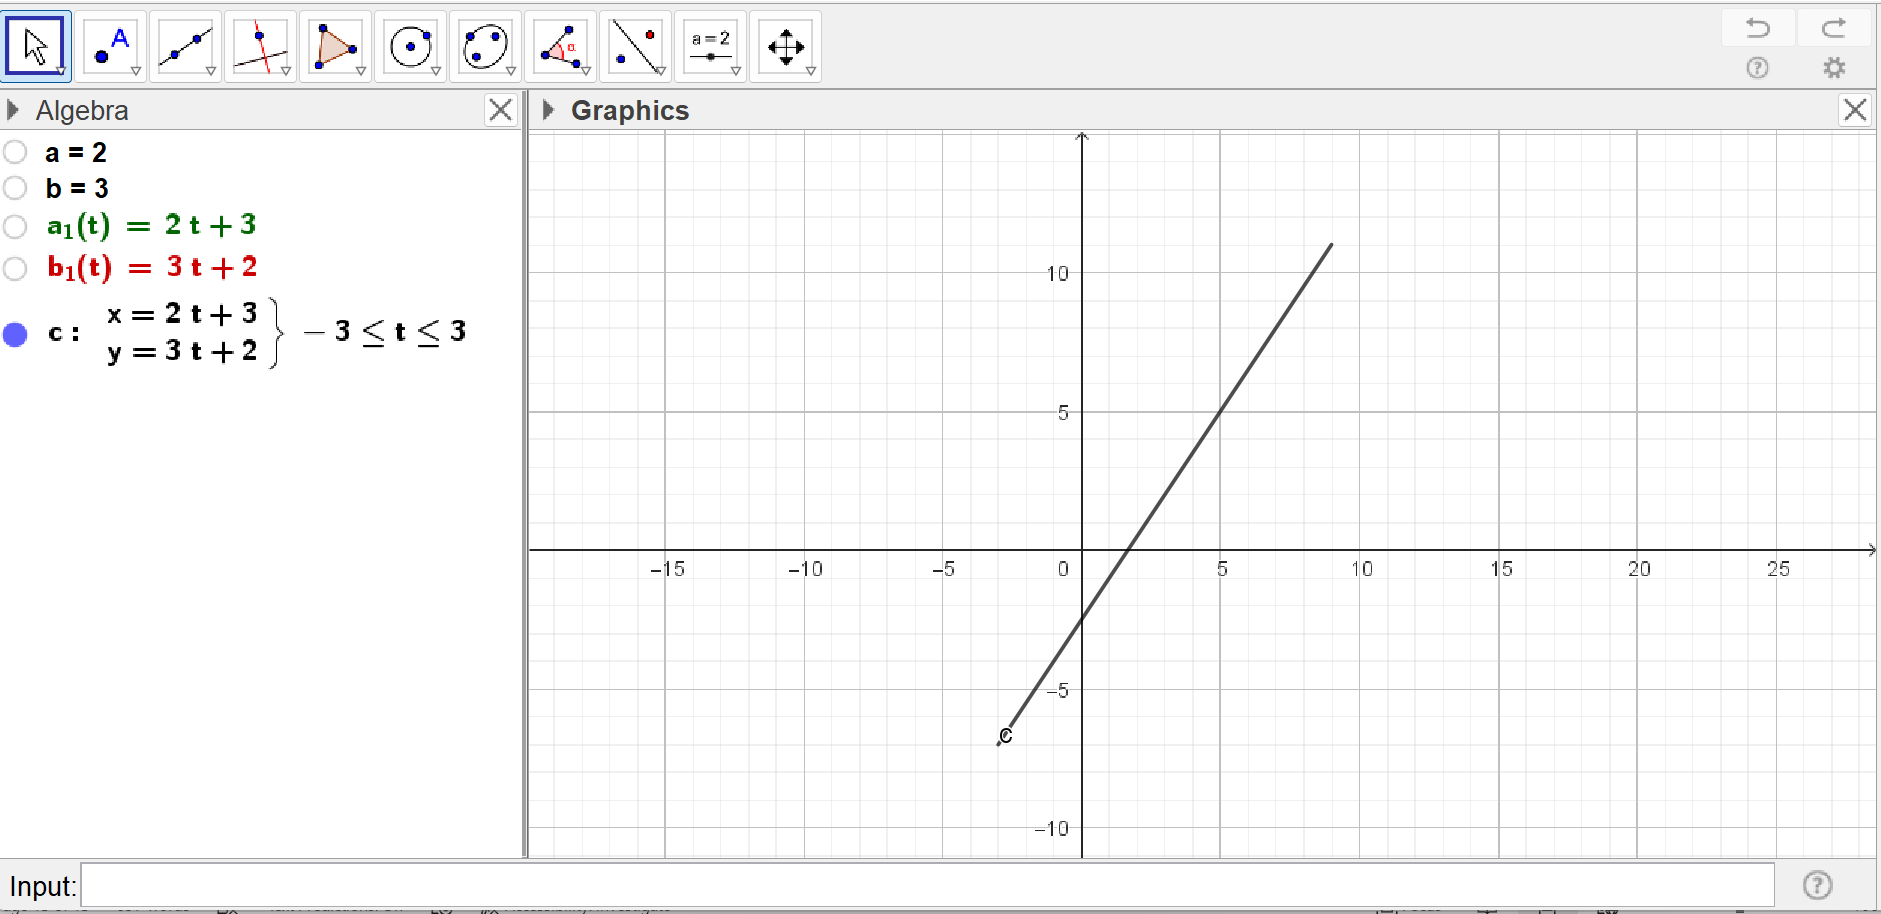 A
α
a = 2
Algebra
Graphics
a = 2
b = 3
a₁(t) = 2 t + 3
b₁(t) = 3 t + 2
c : x = 2 t + 3 } − 3 ≤ t ≤ 3
y = 3 t + 2
10
5
–15 –10 –5 0 5 10 15 20 25
–5
c
–10
Input: